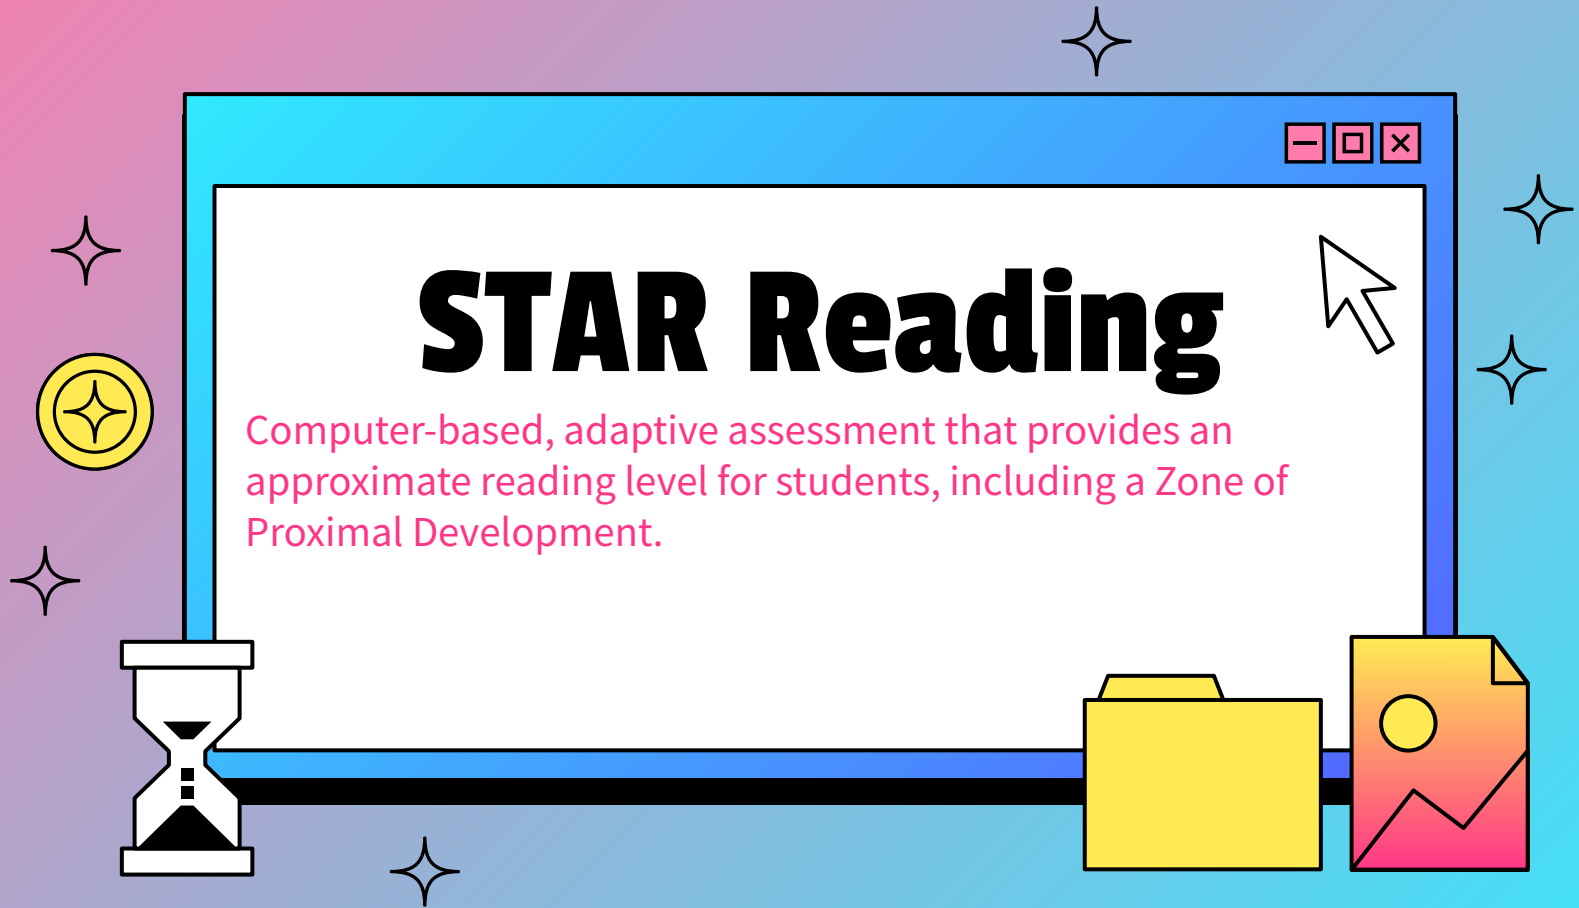 STAR Reading
Computer-based, adaptive assessment that provides an
approximate reading level for students, including a Zone of
Proximal Development.